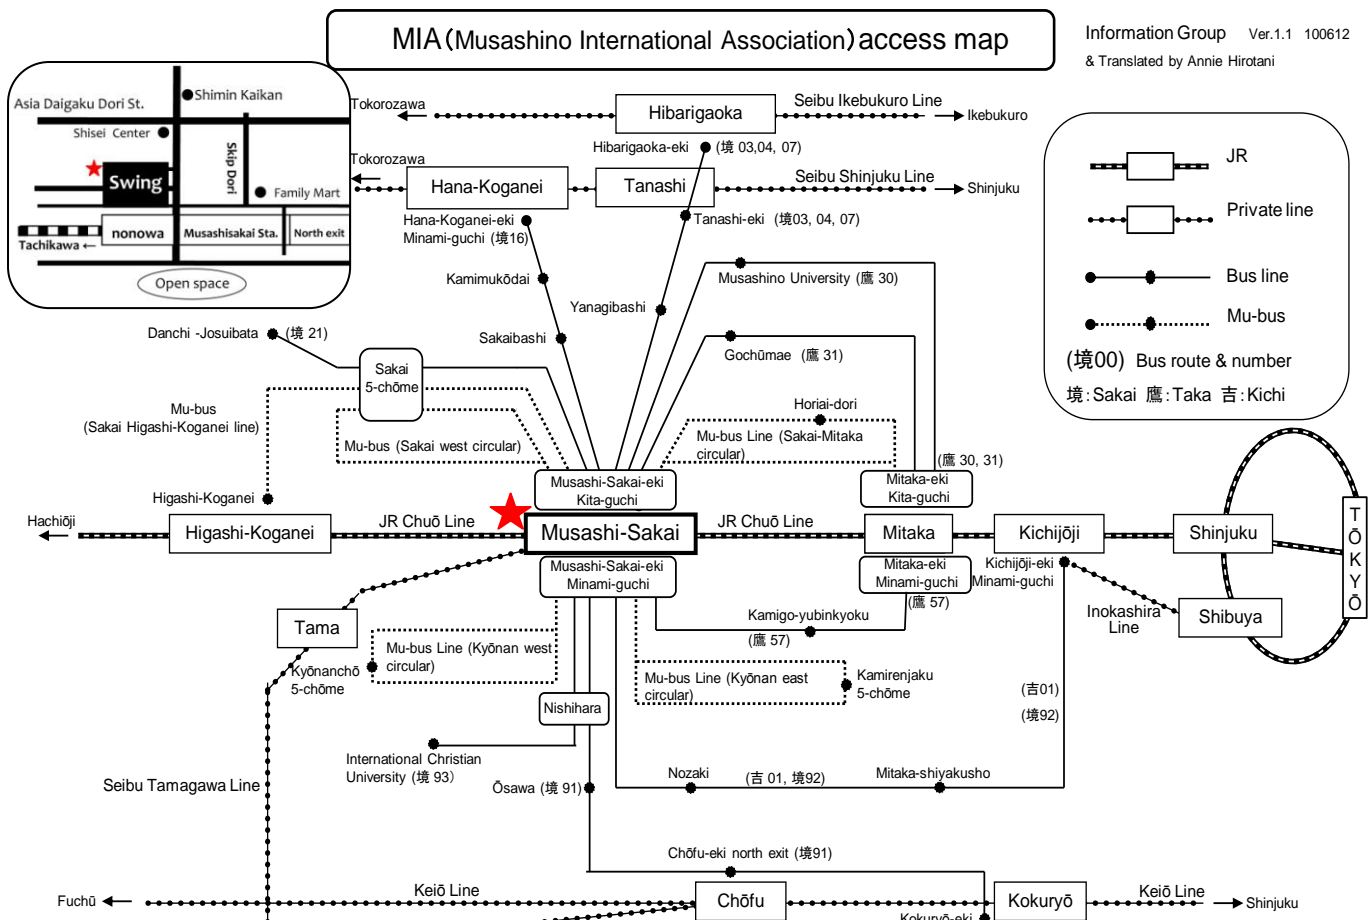 MIA(Musashino International Association)access map
Information Group Ver.1.1 100612
& Translated by Annie Hirotani
Asia Daigaku Dori St.
Shimin Kaikan
Shisei Center
Skip Dori
Swing
Family Mart
nonowa
Musashisakai Sta.
North exit
Tachikawa ←
Open space
Tokorozawa
Hibarigaoka
Seibu Ikebukuro Line
Ikebukuro
Hibarigaoka-eki
(境 03,04, 07)
Tokorozawa
Hana-Koganei
Tanashi
Seibu Shinjuku Line
Shinjuku
Hana-Koganei-eki
Minami-guchi (境16)
Tanashi-eki (境03, 04, 07)
JR
Private line
Bus line
Mu-bus
(境00) Bus route & number
境:Sakai 鷹:Taka 吉:Kichi
Kamimukōdai
Musashino University (鷹 30)
Yanagibashi
Danchi -Josuibata
(境 21)
Sakaibashi
Gochūmae (鷹 31)
Sakai
5-chōme
Mu-bus
(Sakai Higashi-Koganei line)
Horiai-dori
Mu-bus (Sakai west circular)
Mu-bus Line (Sakai-Mitaka
circular)
(鷹 30, 31)
Higashi-Koganei
Musashi-Sakai-eki
Kita-guchi
Mitaka-eki
Kita-guchi
Hachiōji
Higashi-Koganei
JR Chuō Line
Musashi-Sakai
JR Chuō Line
Mitaka
Kichijōji
Shinjuku
TŌKYŌ
Musashi-Sakai-eki
Minami-guchi
Mitaka-eki
Minami-guchi
Kichijōji-eki
Minami-guchi
(鷹 57)
Inokashira
Line
Shibuya
Tama
Kamigo-yubinkyoku
(鷹 57)
Mu-bus Line (Kyōnan west
circular)
Kyōnanchō
5-chōme
Mu-bus Line (Kyōnan east
circular)
Kamirenjaku
5-chōme
(吉01)
(境92)
Nishihara
International Christian
University (境 93)
Seibu Tamagawa Line
Ōsawa (境 91)
Nozaki
(吉 01, 境92)
Mitaka-shiyakusho
Chōfu-eki north exit (境91)
Fuchū
Keiō Line
Chōfu
Kokuryō
Keiō Line
Shinjuku
Kokuryō-eki